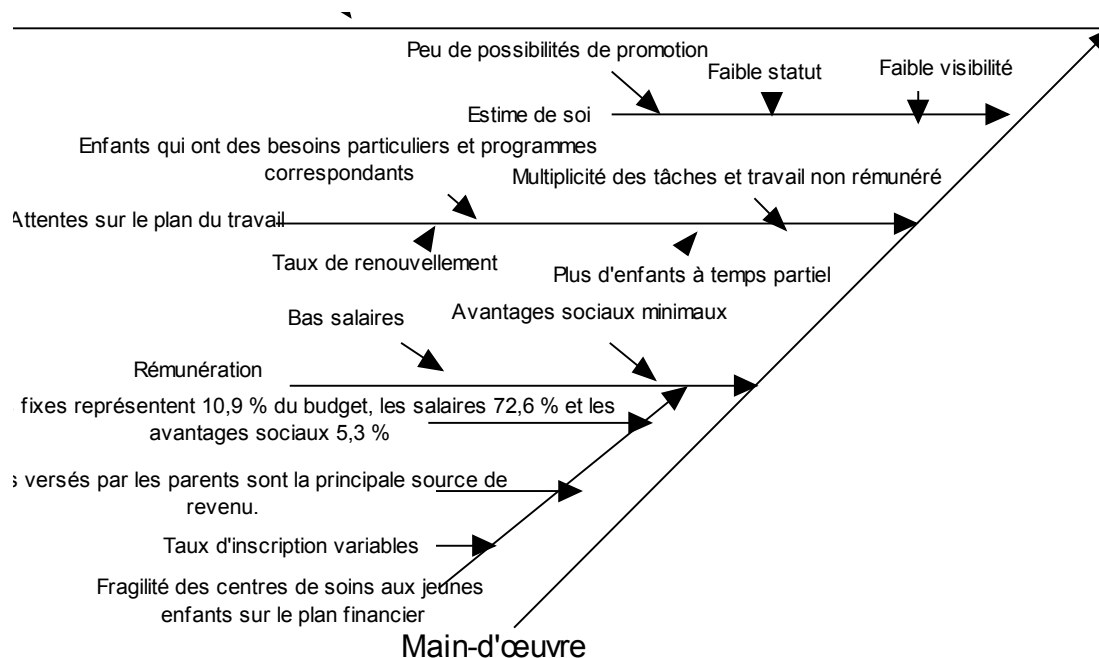 Peu de possibilités de promotion
Faible statut
Faible visibilité
Estime de soi
Enfants qui ont des besoins particuliers et programmes
correspondants
Multiplicité des tâches et travail non rémunéré
Attentes sur le plan du travail
Taux de renouvellement
Plus d'enfants à temps partiel
Bas salaires
Avantages sociaux minimaux
Rémunération
fixes représentent 10,9 % du budget, les salaires 72,6 % et les
avantages sociaux 5,3 %
versés par les parents sont la principale source de
revenu.
Taux d'inscription variables
Fragilité des centres de soins aux jeunes
enfants sur le plan financier
Main-d'œuvre